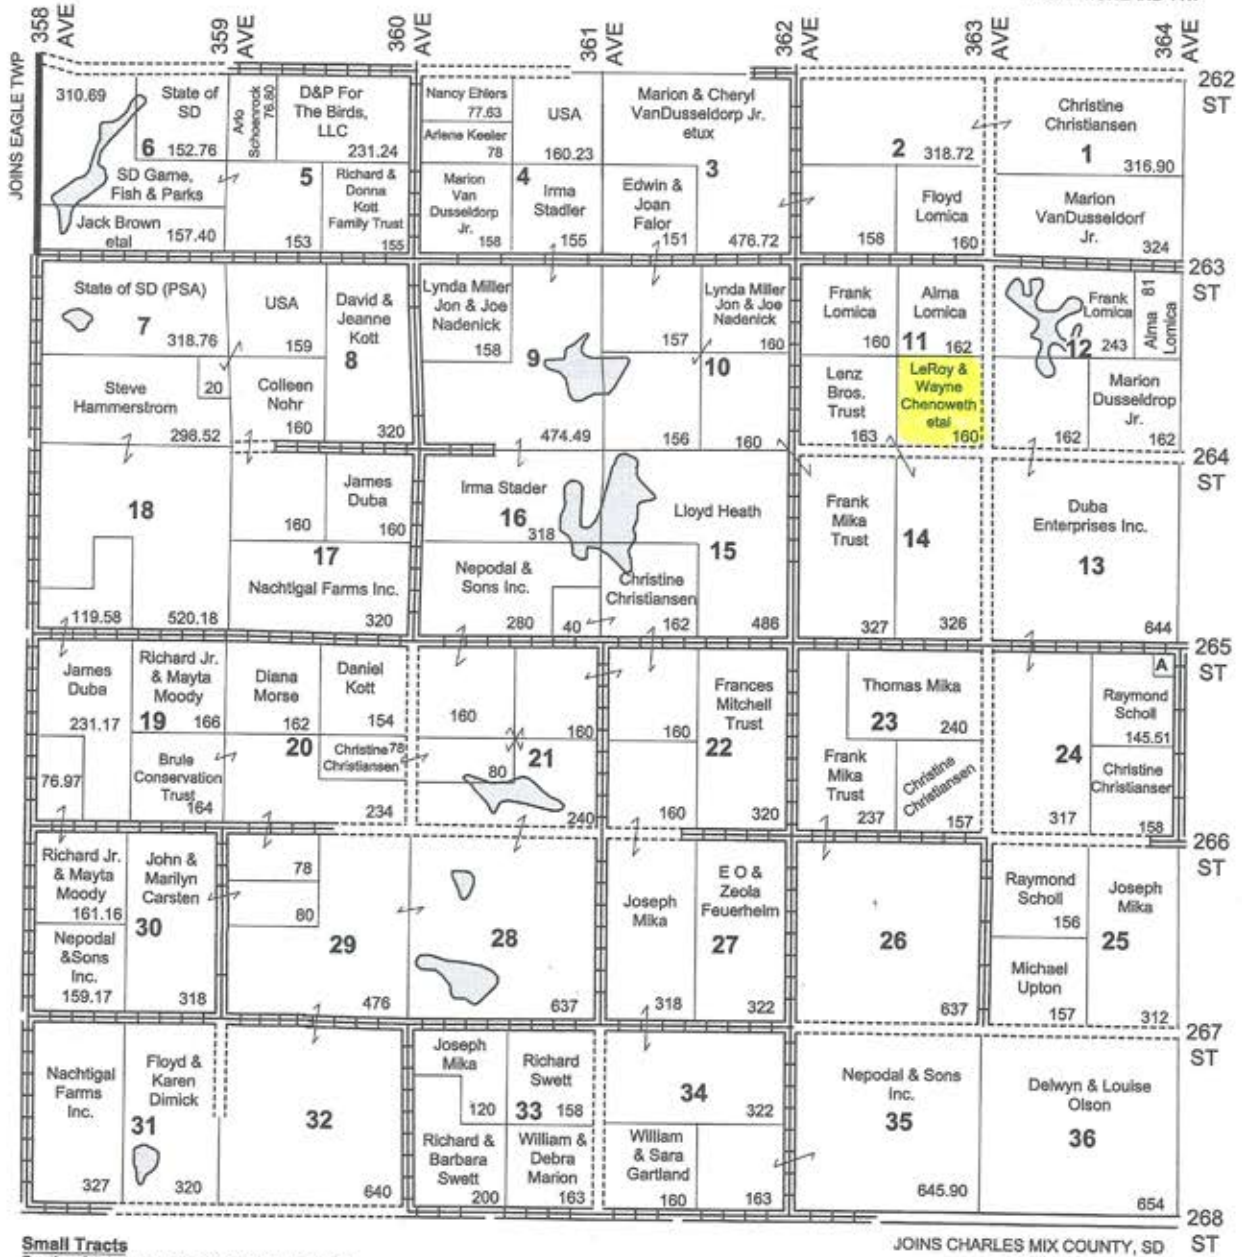 358 AVE
359 AVE
360 AVE
361 AVE
362 AVE
363 AVE
364 AVE
JOINS EAGLE TWP
262 ST
310.69
State of
SD
6 152.76
SD Game,
Fish & Parks
Jack Brown
etal 157.40
Arlo
Schoenrock
76.80
D&P For
The Birds,
LLC
231.24
5
Richard &
Donna
Kott
Family Trust
153
155
Nancy Ehlers
77.63
Arlene Keeler
78
USA
160.23
4
Marion
Van
Dusseldorp
Jr.
158
Irma
Stadler
155
Marion & Cheryl
VanDusseldorp Jr.
etux
3
Edwin &
Joan
Falor
151
476.72
2 318.72
158
Floyd
Lomica
160
Christine
Christiansen
1
316.90
Marion
VanDusseldorf
Jr.
324
263
ST
State of SD (PSA)
7
318.76
Steve
Hammerstrom
20
298.52
USA
159
David &
Jeanne
Kott
8
Colleen
Nohr
160
320
Lynda Miller
Jon & Joe
Nadenick
158
9
474.49
157
Lynda Miller
Jon & Joe
Nadenick
160
10
156
160
Frank
Lomica
160
Alma
Lomica
11 162
Lenz
Bros.
Trust
163
LeRoy &
Wayne
Chenoweth
etal
160
Frank
Lomica
12 243
Alma 81
Lomica
162
Marion
Dusseldrop
Jr.
162
264
ST
18
119.58
520.18
160
James
Duba
160
17
Nachtigal Farms Inc.
320
Irma Stader
16
318
Nepodal &
Sons Inc.
280
40
Lloyd Heath
15
Christine
Christiansen
162
486
Frank
Mika
Trust
14
327
326
Duba
Enterprises Inc.
13
644
265
ST
James
Duba
231.17
76.97
Richard Jr.
& Mayta
Moody
19 166
Brule
Conservation
Trust
164
Diana
Morse
162
Daniel
Kott
154
20
Christine 78
Christiansen
234
160
160
21
80
240
160
Frances
Mitchell
Trust
22
160
320
Thomas Mika
23
240
Frank
Mika
Trust
237
Christine
Christiansen
157
A
Raymond
Scholl
145.51
24
Christine
Christianser
317
158
266
ST
Richard Jr.
& Mayta
Moody
161.16
Nepodal
&Sons
Inc.
159.17
John &
Marilyn
Carsten
30
318
78
80
29
476
28
637
Joseph
Mika
318
E O &
Zeola
Feuerhelm
27
322
26
637
Raymond
Scholl
156
Joseph
Mika
25
Michael
Upton
157
312
267
ST
Nachtigal
Farms
Inc.
327
Floyd &
Karen
Dimick
31
320
32
640
Joseph
Mika
120
Richard
Swett
33 158
Richard &
Barbara
Swett
200
William &
Debra
Marion
163
34
322
William
& Sara
Gartland
160
163
Nepodal & Sons
Inc.
35
645.90
Delwyn & Louise
Olson
36
654
268
ST
Small Tracts
JOINS CHARLES MIX COUNTY, SD